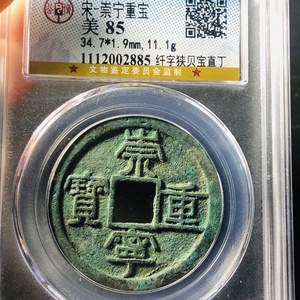 宋·崇宁重宝
美 85
34.7*1.9mm,11.1g
1112002885 纤字狭贝宝直丁
★文物鉴定委员会监制★
崇
寶 重
寧